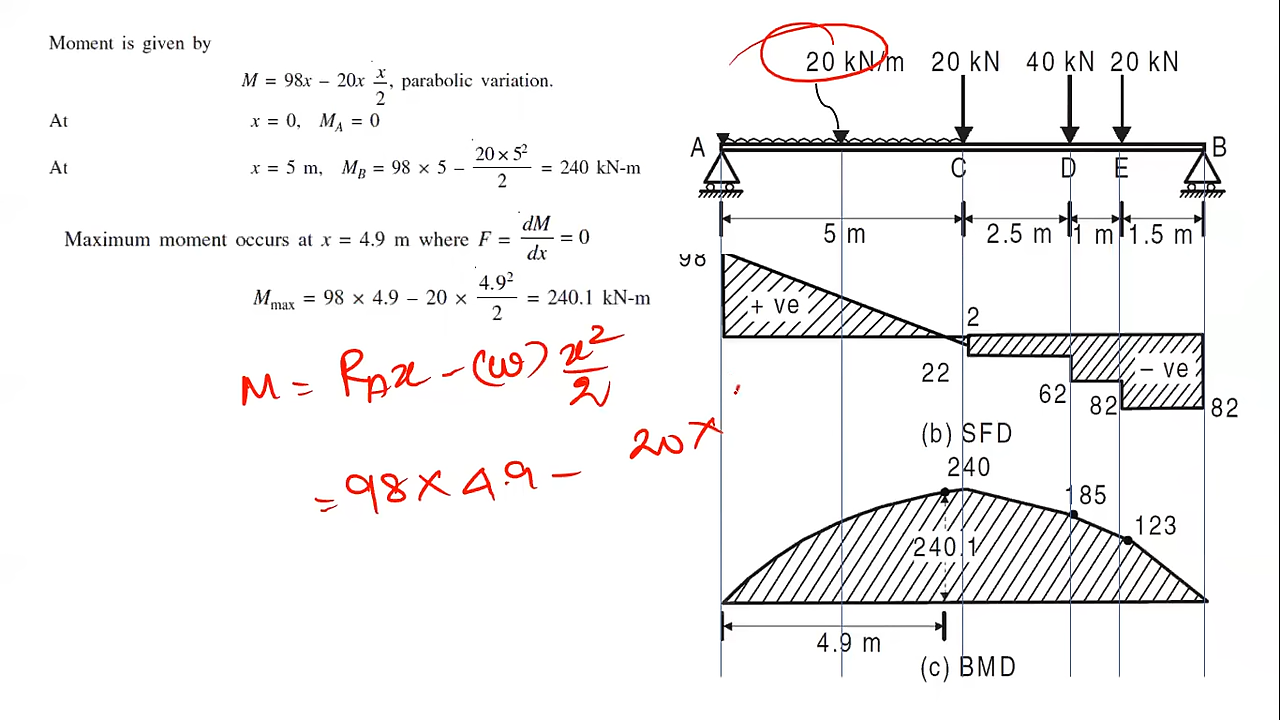 Moment is given by
M = 98x – 20x x/2, parabolic variation.
At x = 0, M_A = 0
At x = 5 m, M_B = 98 × 5 – 20 × 5²/2 = 240 kN-m
Maximum moment occurs at x = 4.9 m where F = dM/dx = 0
M_max = 98 × 4.9 – 20 × 4.9²/2 = 240.1 kN-m
M = R_A x – (w) x²/2
= 98 × 4.9 – 20 ×
20 kN/m 20 kN 40 kN 20 kN
A B
C D E
5 m 2.5 m 1 m 1.5 m
98
+ ve
2
22
– ve
62
82
82
(b) SFD
240
185
123
240.1
4.9 m
(c) BMD